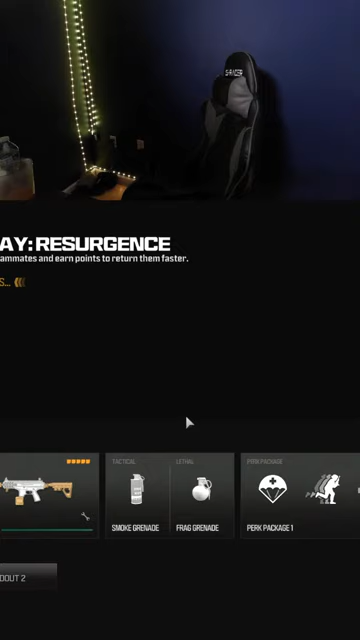 AY: RESURGENCE
ammates and earn points to return them faster.
S...
TACTICAL
LETHAL
PERK PACKAGE
SMOKE GRENADE
FRAG GRENADE
PERK PACKAGE 1
DOUT 2